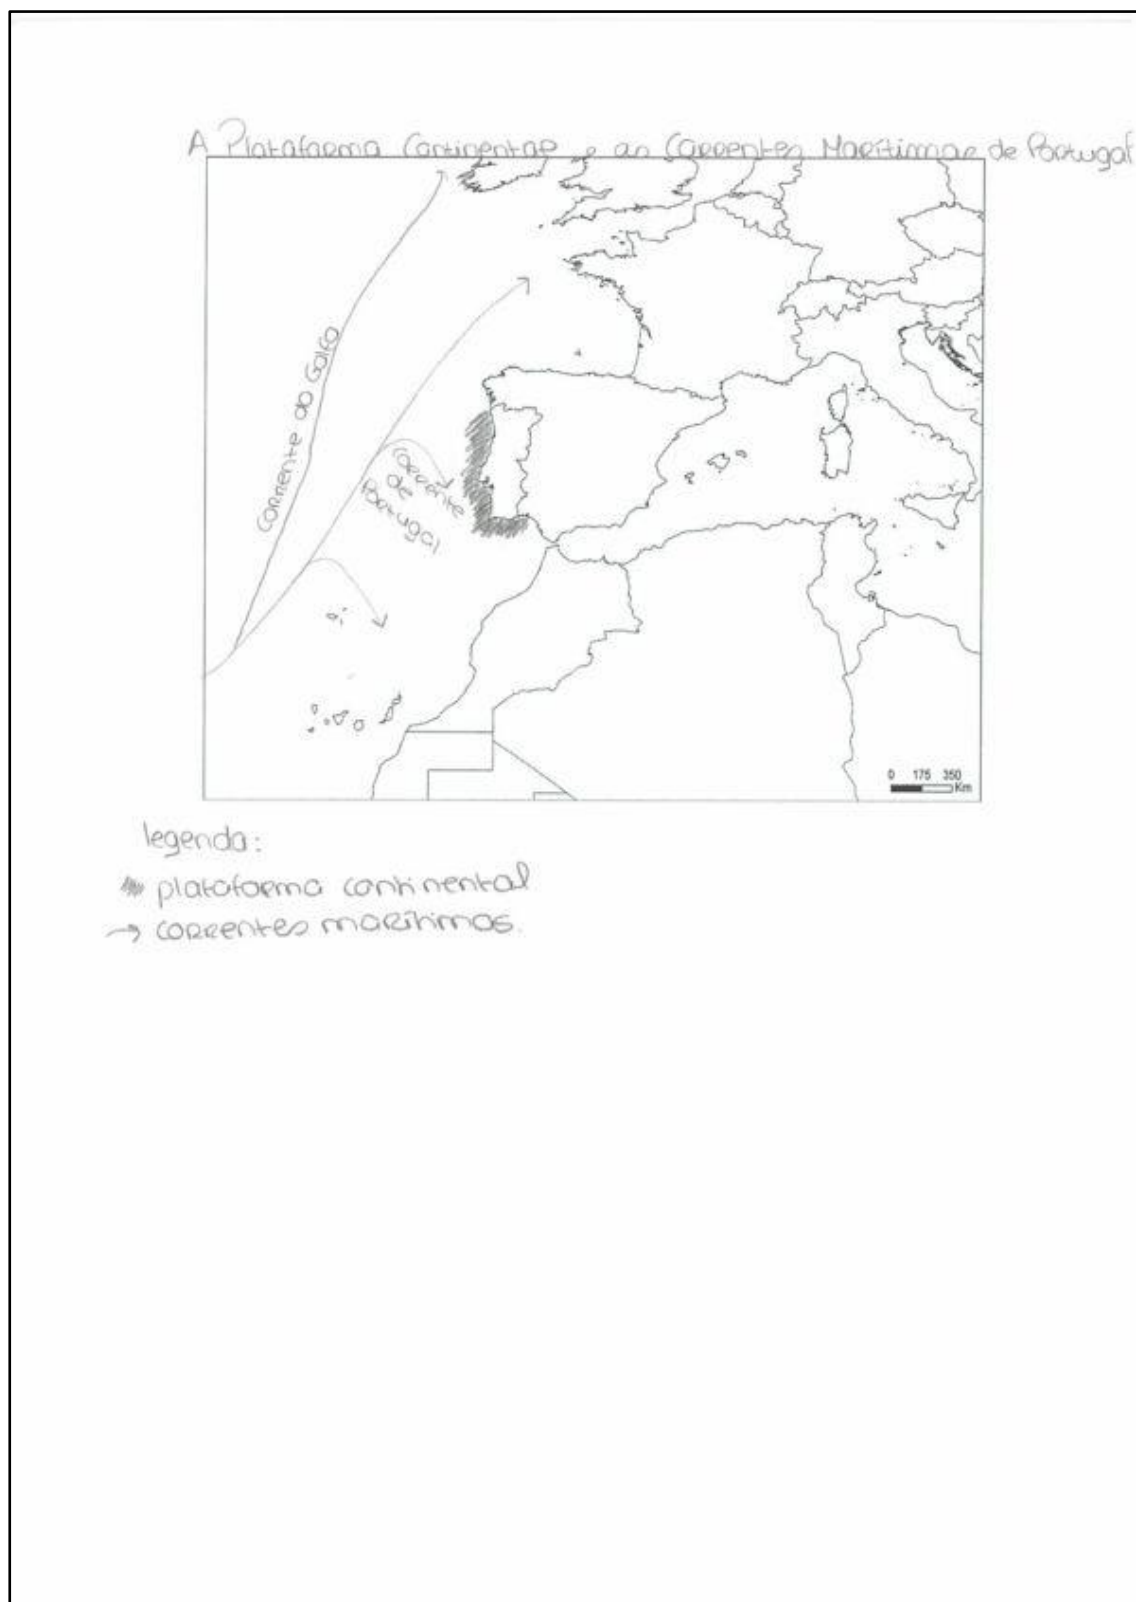 A Plataforma Continental e as Correntes Marítimas de Portugal
Corrente do Golfo
Corrente
de
Portugal
0 175 350
Km
legenda:
plataforma continental
correntes marítimas.